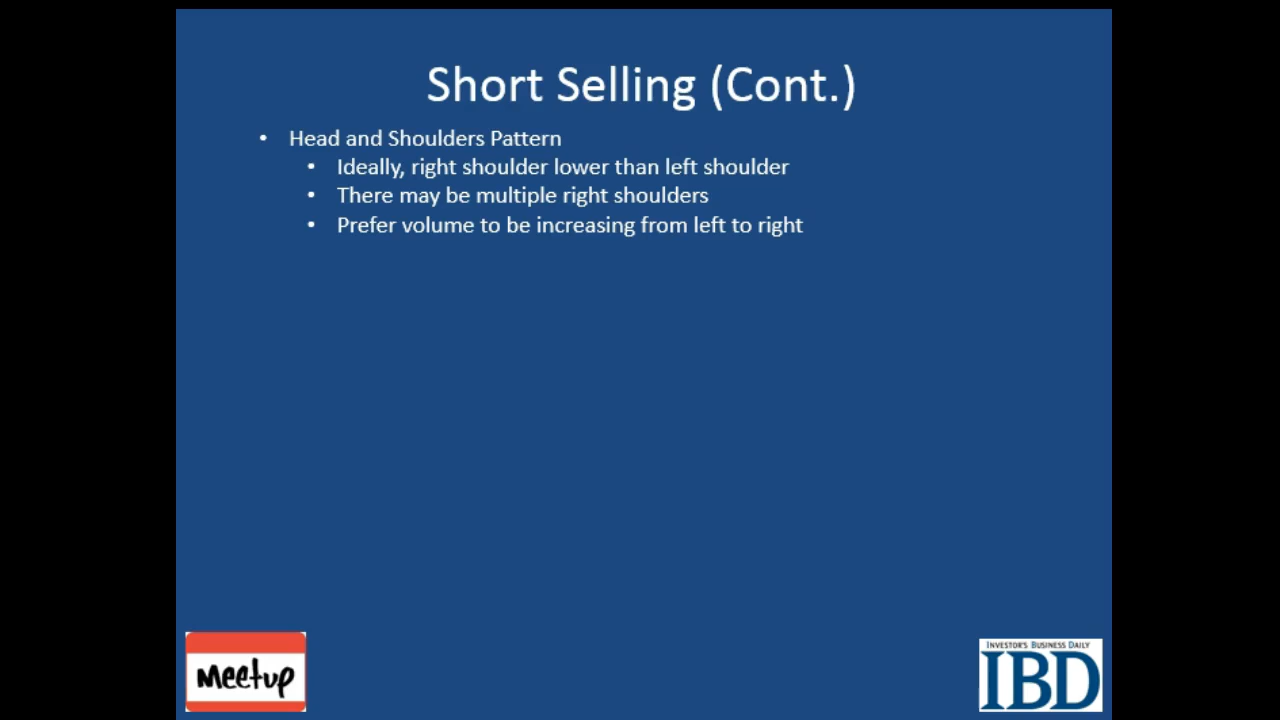 Short Selling (Cont.)
• Head and Shoulders Pattern
• Ideally, right shoulder lower than left shoulder
• There may be multiple right shoulders
• Prefer volume to be increasing from left to right
Meetup
INVESTOR'S BUSINESS DAILY
IBD